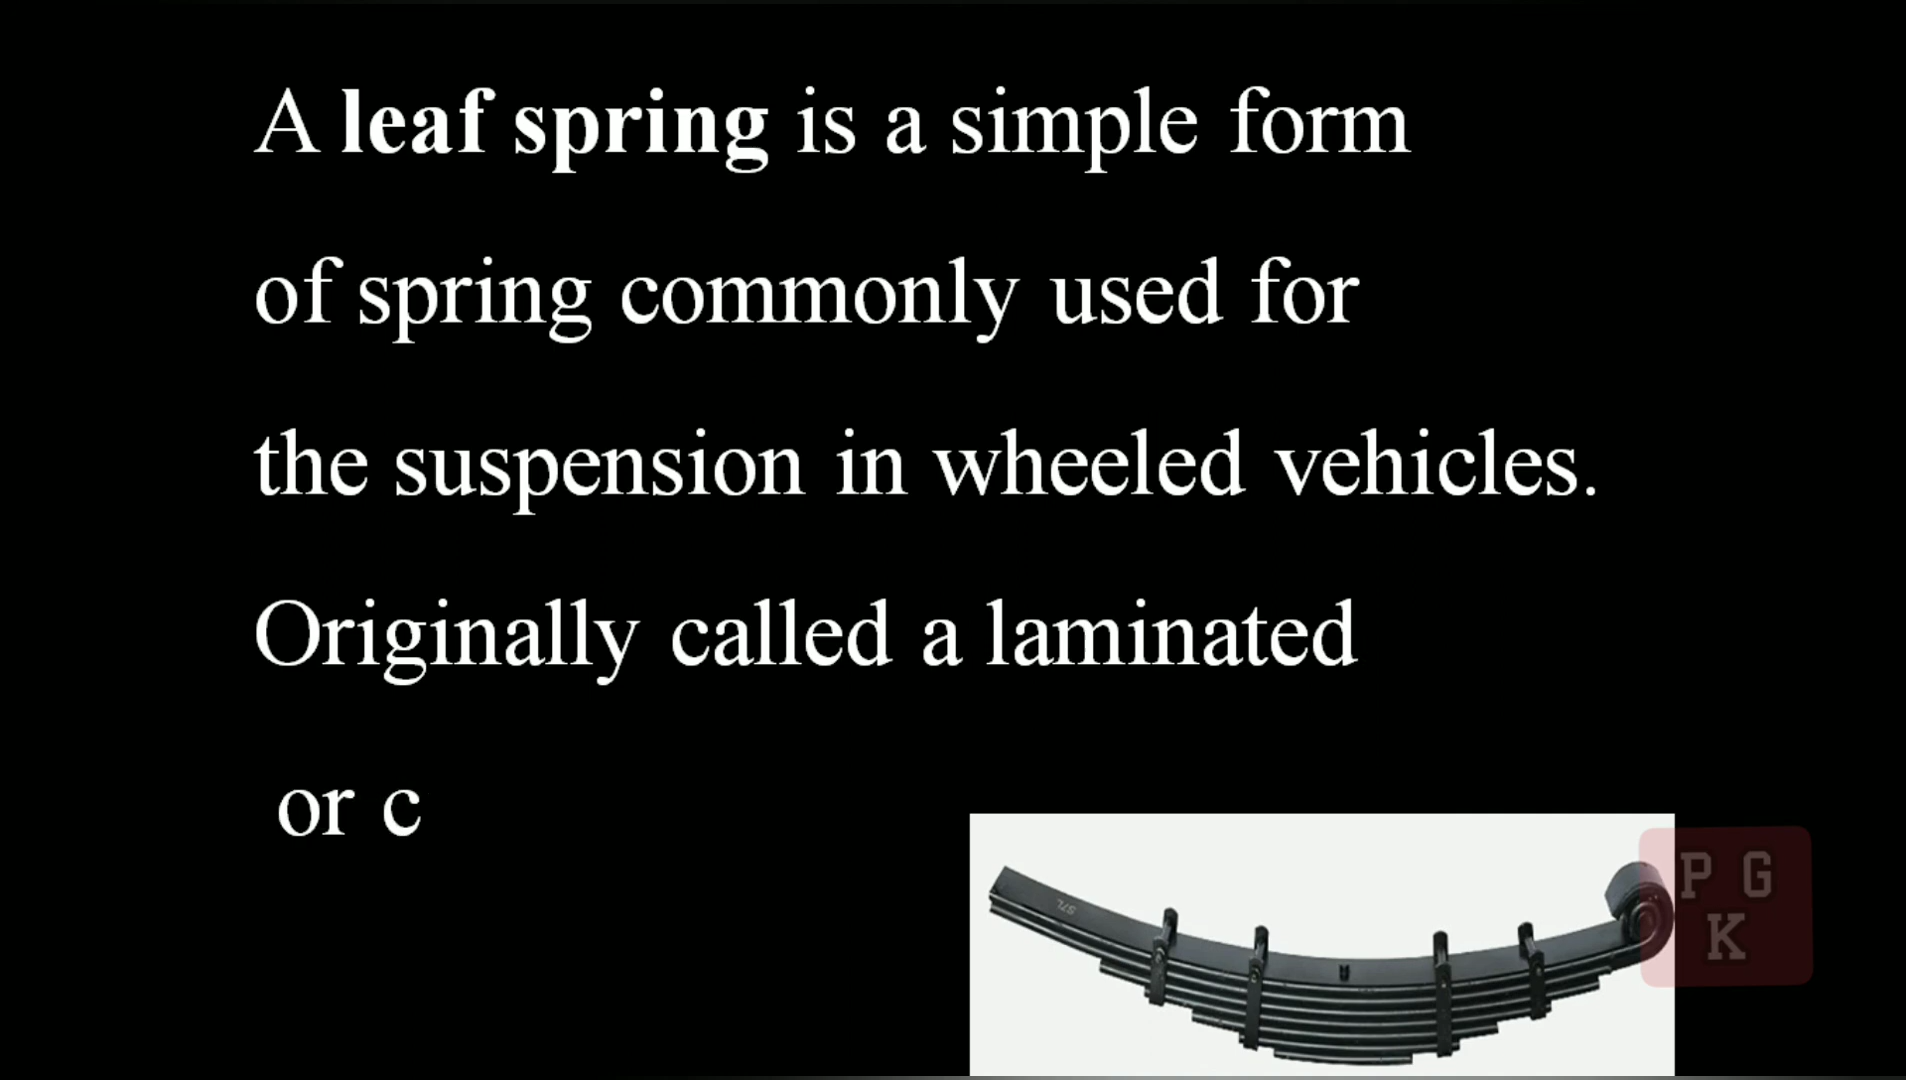 A leaf spring is a simple form
of spring commonly used for
the suspension in wheeled vehicles.
Originally called a laminated
or c
P G
K